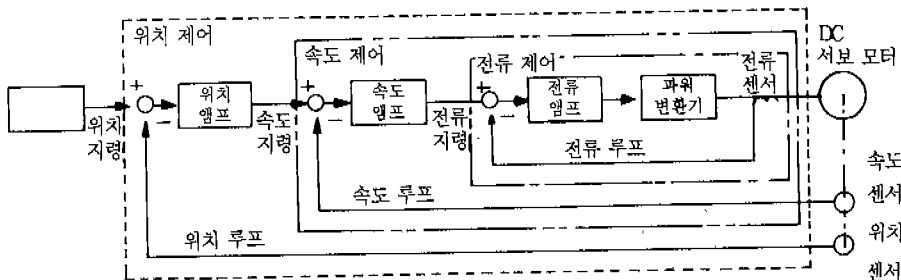 위치 제어
속도 제어
전류 제어
전류
센서
DC
서보 모터
+
−
위치
앰프
+
−
속도
앰프
+
−
전류
앰프
파워
변환기
위치
지령
속도
지령
전류
지령
전류 루프
속도 루프
위치 루프
속도
센서
위치
센서